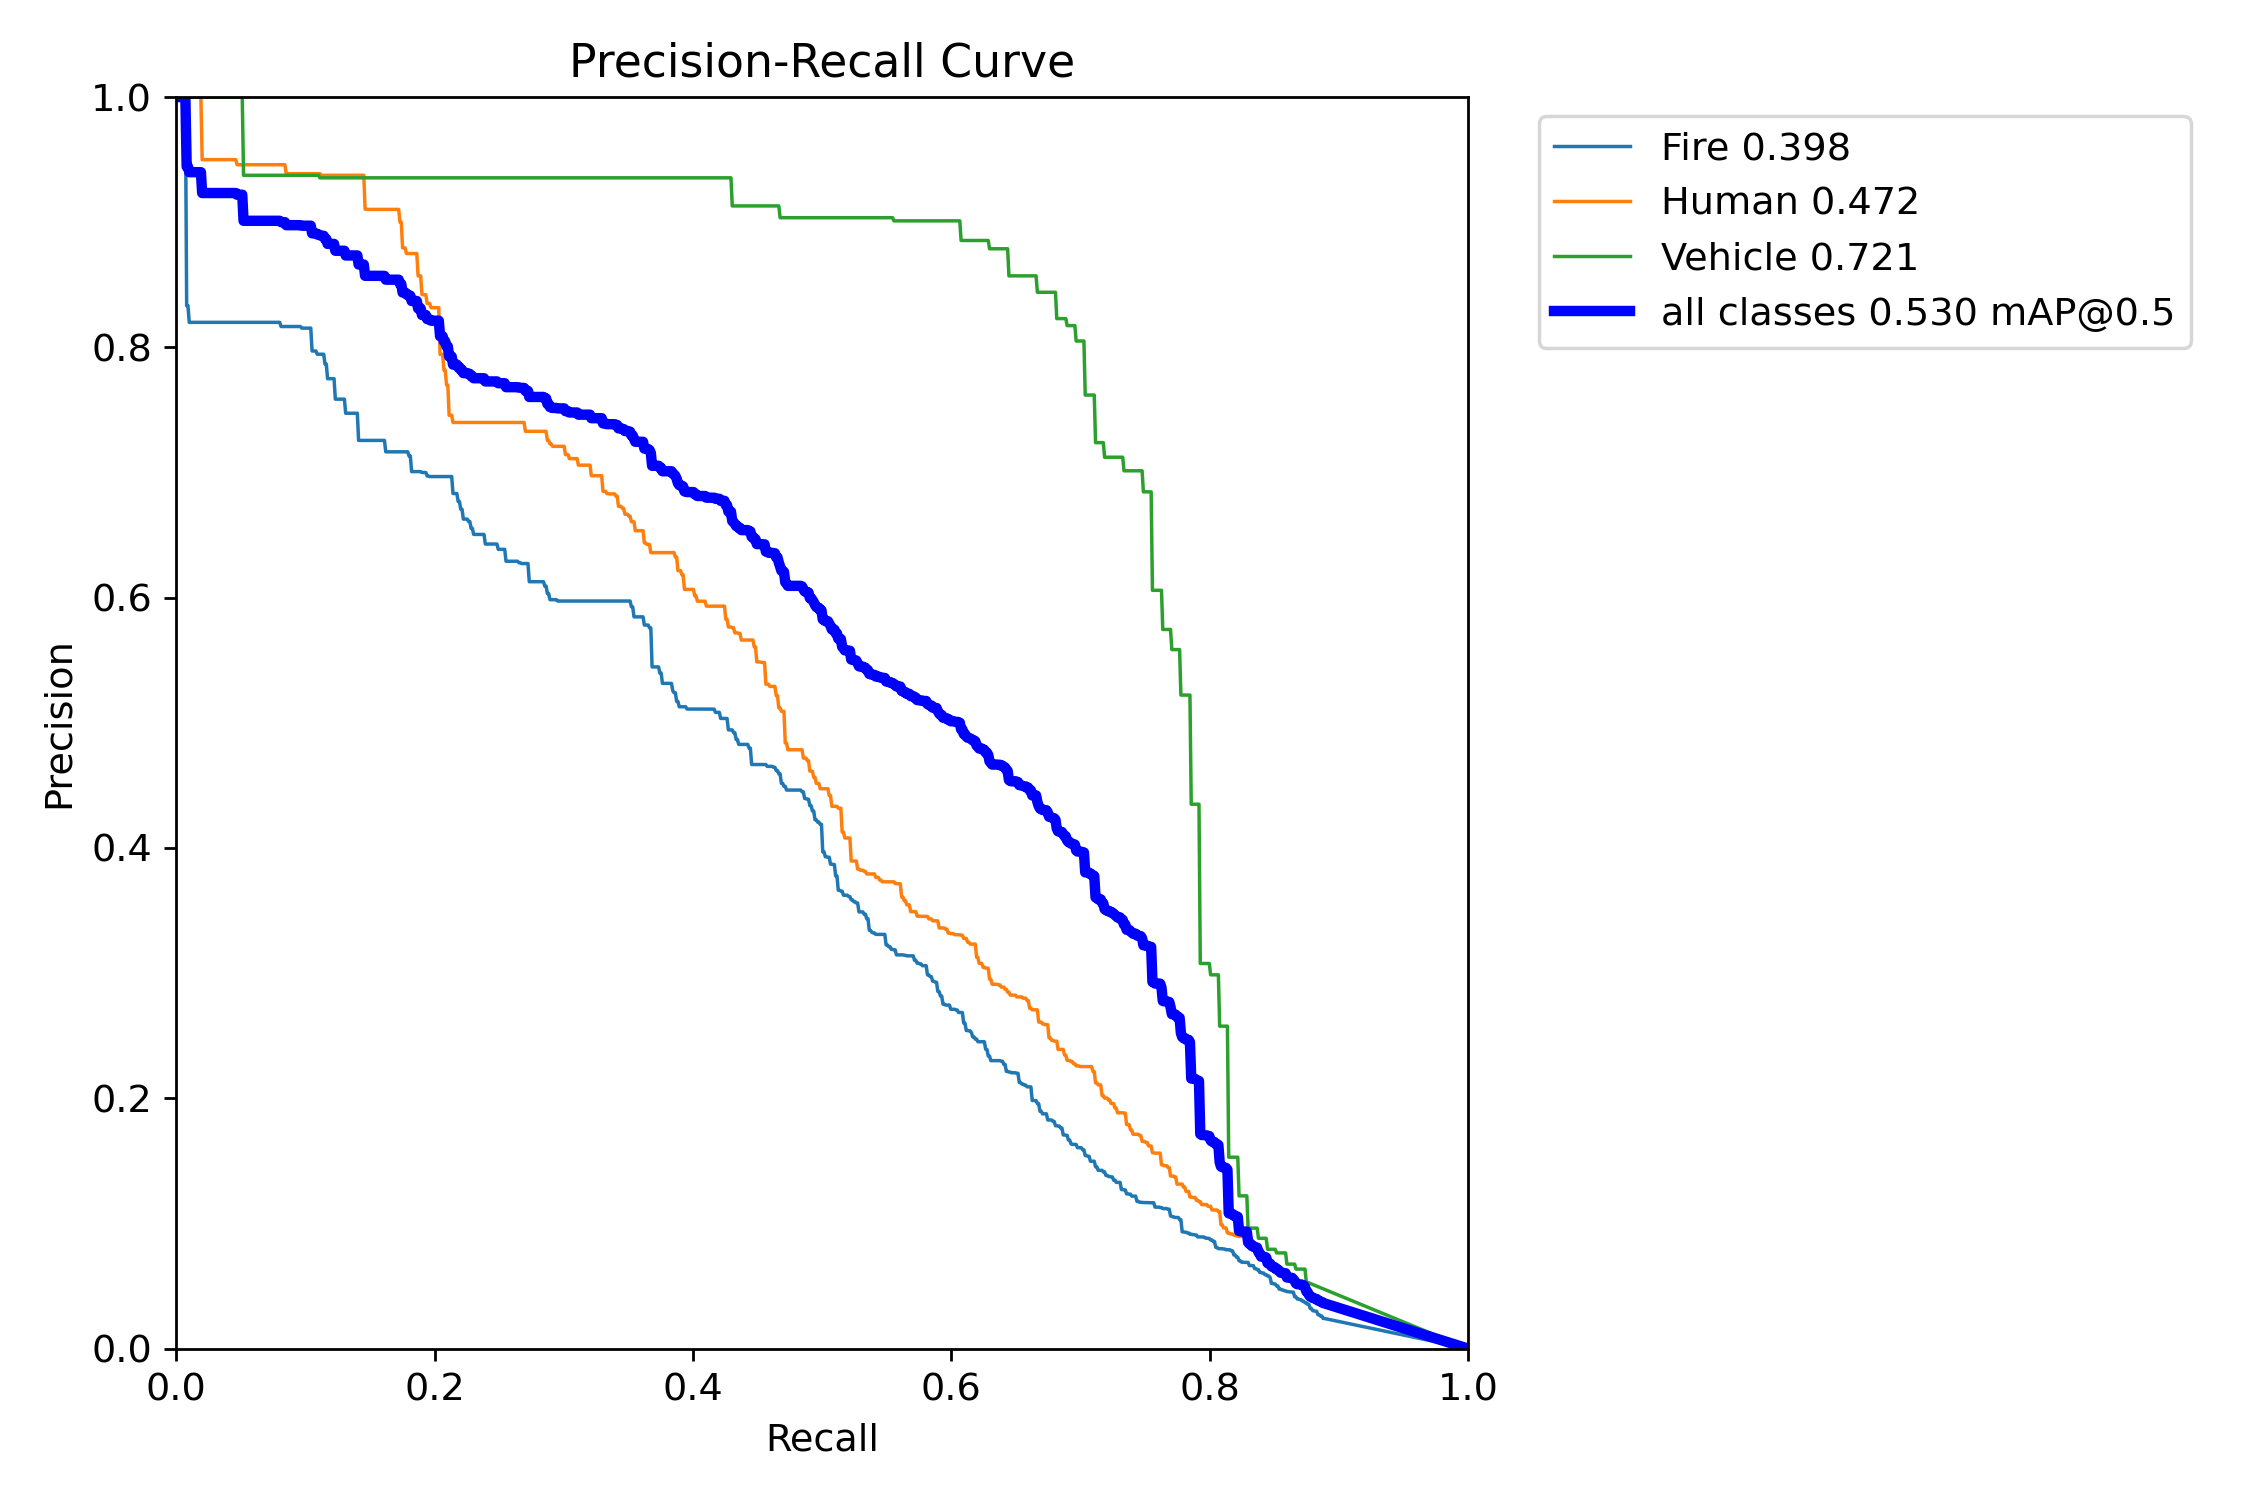 Precision-Recall Curve
1.0
0.8
0.6
0.4
0.2
0.0
Precision
0.0 0.2 0.4 0.6 0.8 1.0
Recall
Fire 0.398
Human 0.472
Vehicle 0.721
all classes 0.530 mAP@0.5